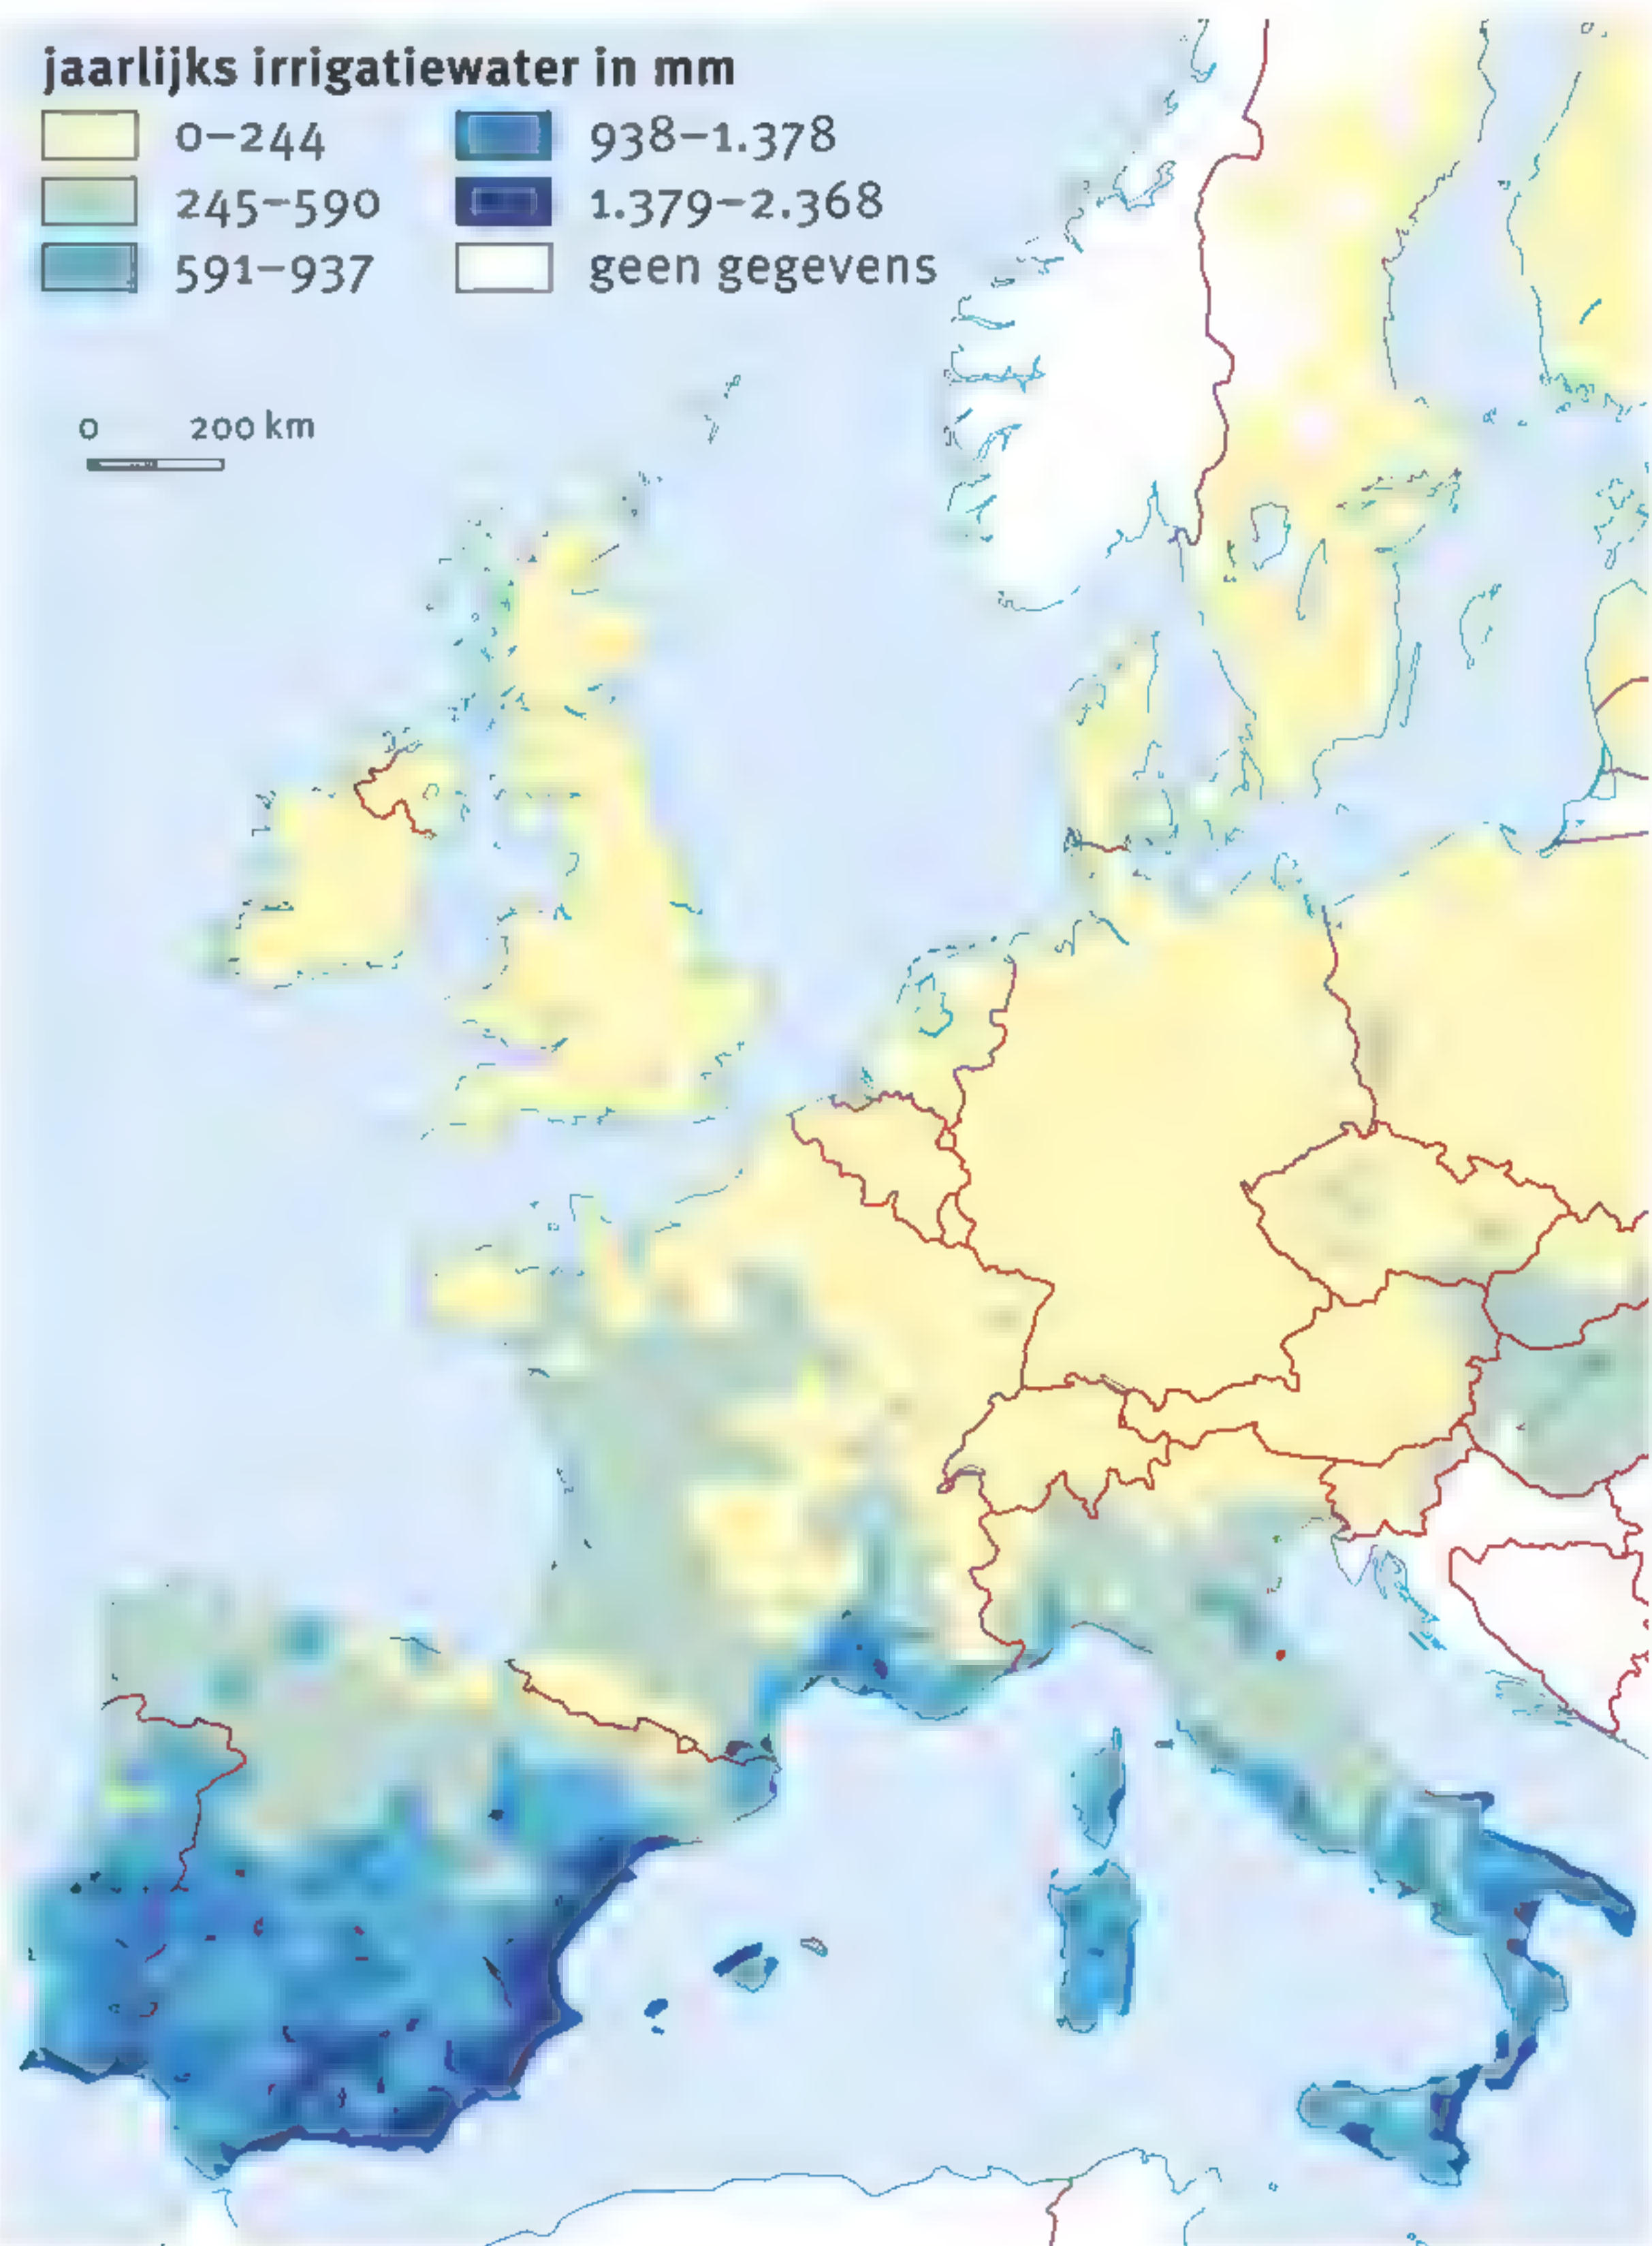 jaarlijks irrigatiewater in mm
0–244
245–590
591–937
938–1.378
1.379–2.368
geen gegevens
0 200 km